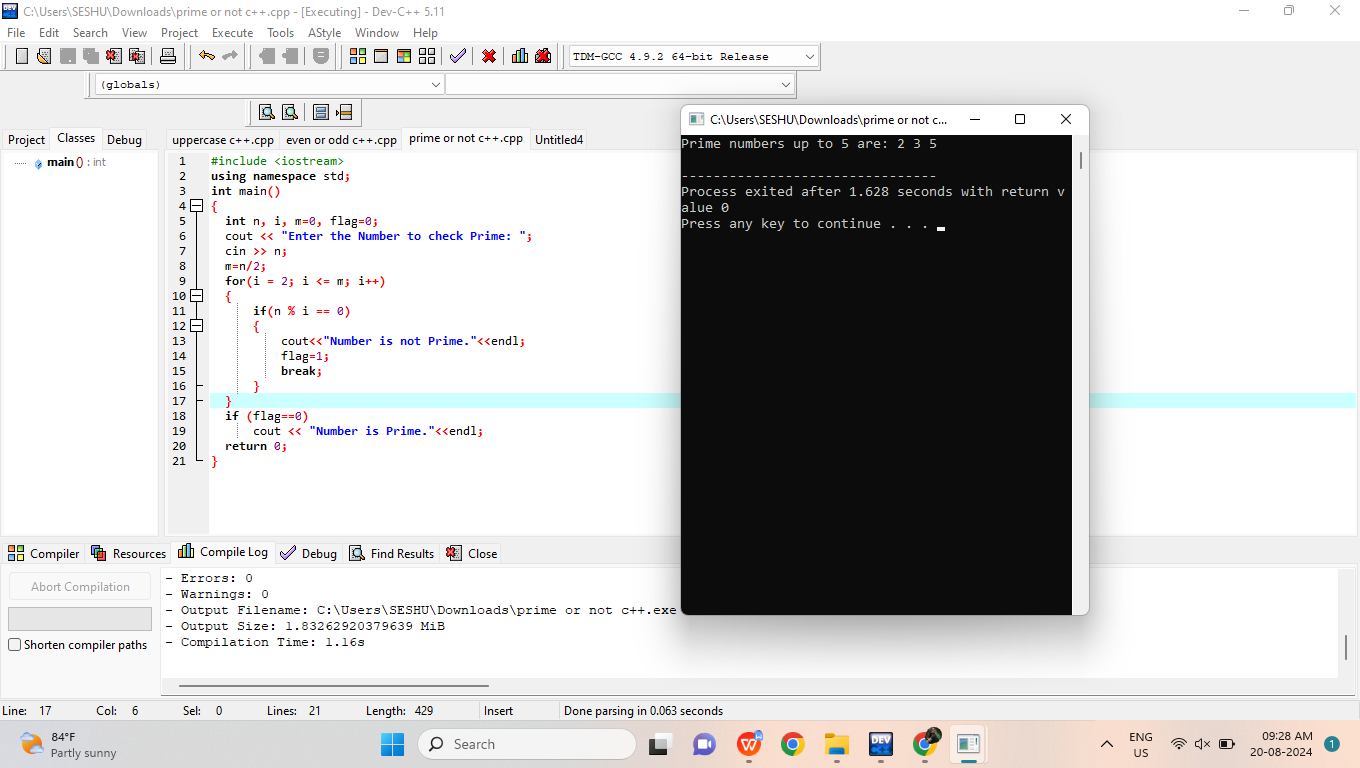 C:\Users\SESHU\Downloads\prime or not c++.cpp - [Executing] - Dev-C++ 5.11
File Edit Search View Project Execute Tools AStyle Window Help
TDM-GCC 4.9.2 64-bit Release
(globals)
Project Classes Debug
uppercase c++.cpp even or odd c++.cpp prime or not c++.cpp Untitled4
main () : int
1 #include <iostream>
2 using namespace std;
3 int main()
4 {
5 int n, i, m=0, flag=0;
6 cout << "Enter the Number to check Prime: ";
7 cin >> n;
8 m=n/2;
9 for(i = 2; i <= m; i++)
10 {
11 if(n % i == 0)
12 {
13 cout<<"Number is not Prime."<<endl;
14 flag=1;
15 break;
16 }
17 }
18 if (flag==0)
19 cout << "Number is Prime."<<endl;
20 return 0;
21 }
C:\Users\SESHU\Downloads\prime or not c...
Prime numbers up to 5 are: 2 3 5
--------------------------------
Process exited after 1.628 seconds with return v
alue 0
Press any key to continue . . .
Compiler Resources Compile Log Debug Find Results Close
Abort Compilation
Shorten compiler paths
- Errors: 0
- Warnings: 0
- Output Filename: C:\Users\SESHU\Downloads\prime or not c++.exe
- Output Size: 1.83262920379639 MiB
- Compilation Time: 1.16s
Line: 17 Col: 6 Sel: 0 Lines: 21 Length: 429 Insert Done parsing in 0.063 seconds
84°F
Partly sunny
Search
DEV
ENG
US
09:28 AM
20-08-2024
1